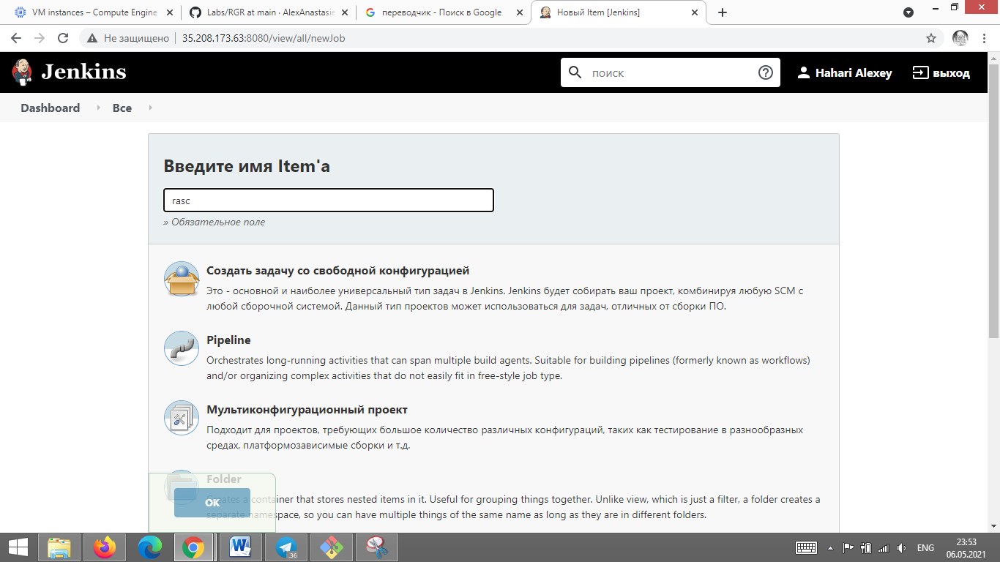 VM instances – Compute Engine
Labs/RGR at main · AlexAnastasie
переводчик - Поиск в Google
Новый Item [Jenkins]
Не защищено
35.208.173.63:8080/view/all/newJob
Jenkins
поиск
Hahari Alexey
выход
Dashboard
Все
Введите имя Item'а
rasc
» Обязательное поле
Создать задачу со свободной конфигурацией
Это - основной и наиболее универсальный тип задач в Jenkins. Jenkins будет собирать ваш проект, комбинируя любую SCM с
любой сборочной системой. Данный тип проектов может использоваться для задач, отличных от сборки ПО.
Pipeline
Orchestrates long-running activities that can span multiple build agents. Suitable for building pipelines (formerly known as workflows)
and/or organizing complex activities that do not easily fit in free-style job type.
Мультиконфигурационный проект
Подходит для проектов, требующих большое количество различных конфигураций, таких как тестирование в разнообразных
средах, платформозависимые сборки и т.д.
Folder
Creates a container that stores nested items in it. Useful for grouping things together. Unlike view, which is just a filter, a folder creates a
separate namespace, so you can have multiple things of the same name as long as they are in different folders.
OK
.36
ENG
23:53
06.05.2021